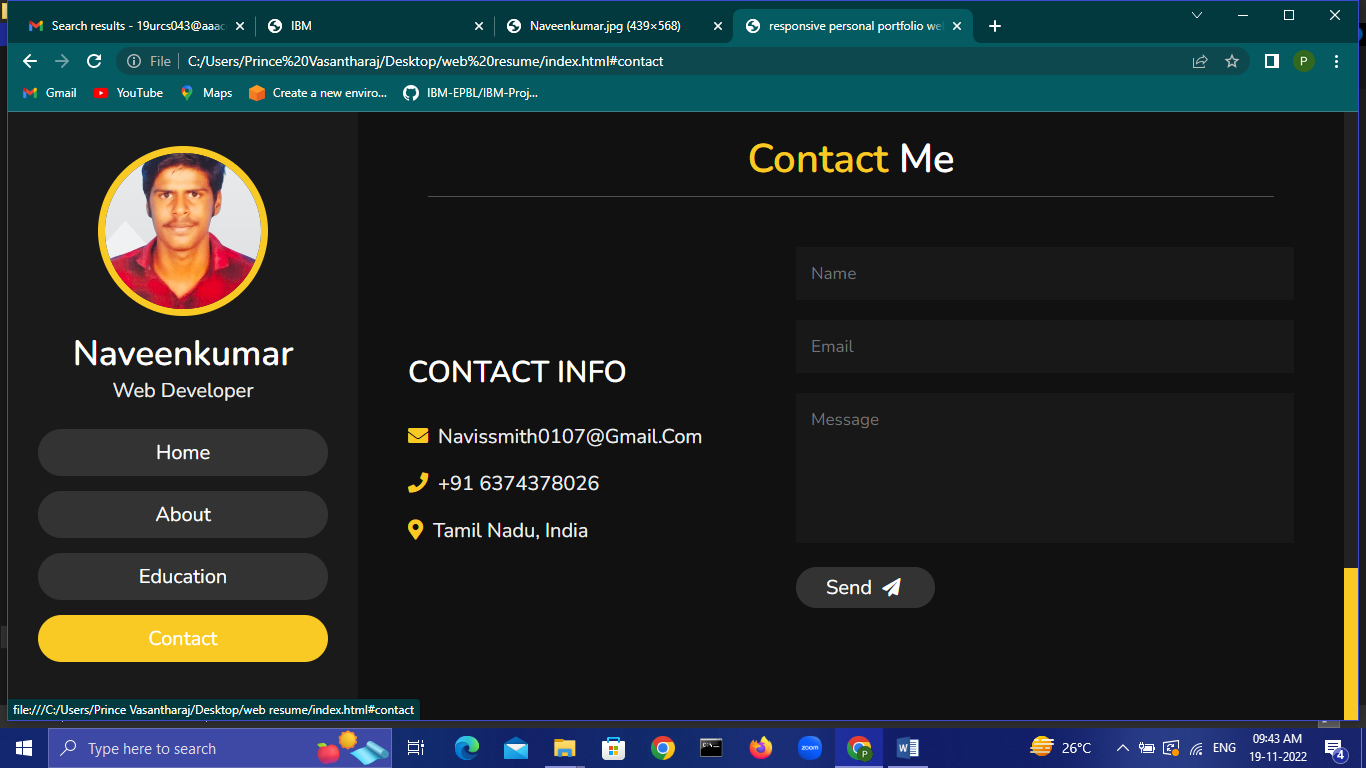 Search results - 19urcs043@aaac
IBM
Naveenkumar.jpg (439×568)
responsive personal portfolio we
File
C:/Users/Prince%20Vasantharaj/Desktop/web%20resume/index.html#contact
P
Gmail
YouTube
Maps
Create a new enviro...
IBM-EPBL/IBM-Proj...
Contact Me
Naveenkumar
Web Developer
Home
About
Education
Contact
CONTACT INFO
Navissmith0107@Gmail.Com
+91 6374378026
Tamil Nadu, India
Name
Email
Message
Send
file:///C:/Users/Prince Vasantharaj/Desktop/web resume/index.html#contact
Type here to search
zoom
P
26°C
ENG
09:43 AM
19-11-2022
4